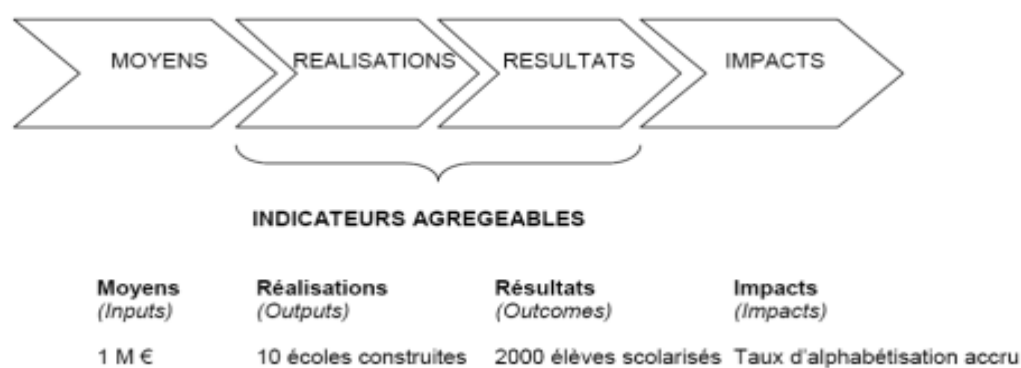 MOYENS REALISATIONS RESULTATS IMPACTS
INDICATEURS AGREGEABLES
Moyens Réalisations Résultats Impacts
(Inputs) (Outputs) (Outcomes) (Impacts)
1 M € 10 écoles construites 2000 élèves scolarisés Taux d'alphabétisation accru